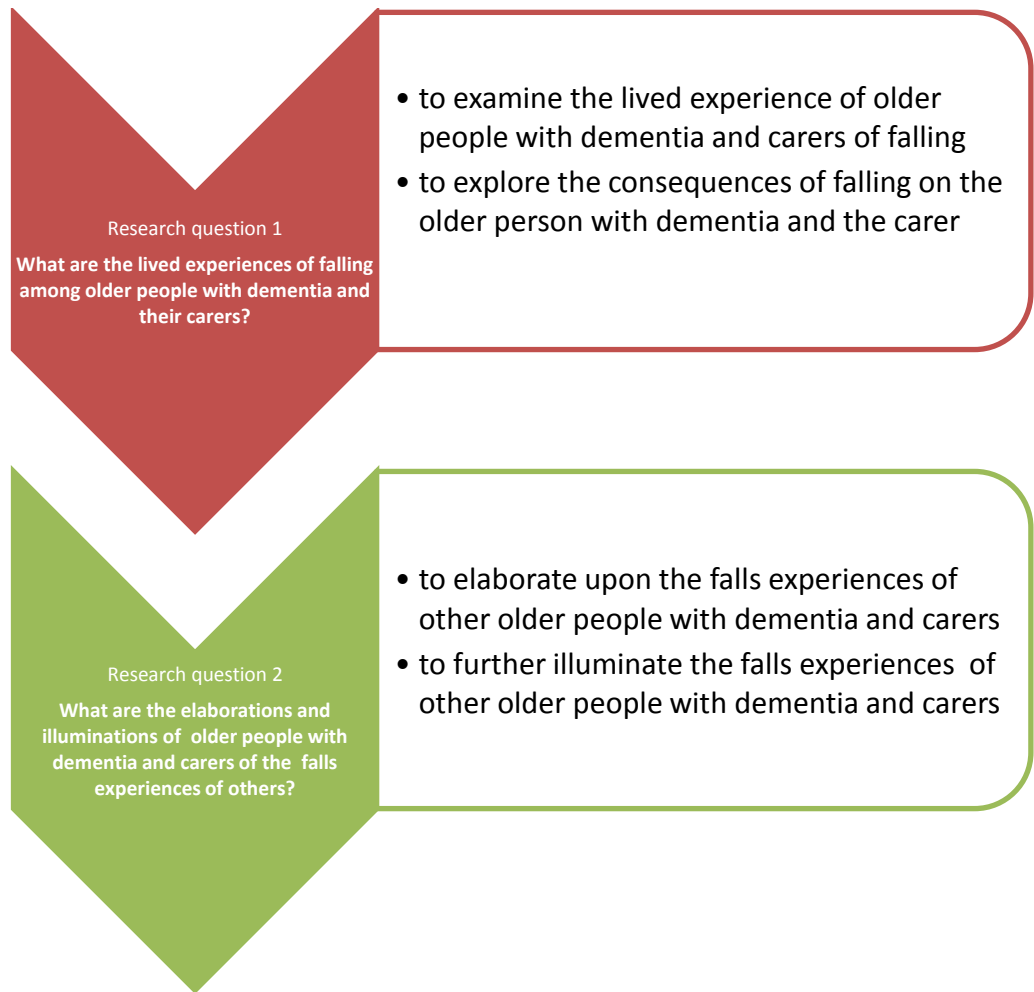 Research question 1
What are the lived experiences of falling
among older people with dementia and
their carers?
• to examine the lived experience of older
people with dementia and carers of falling
• to explore the consequences of falling on the
older person with dementia and the carer
Research question 2
What are the elaborations and
illuminations of  older people with
dementia and carers of the  falls
experiences of others?
• to elaborate upon the falls experiences of
other older people with dementia and carers
• to further illuminate the falls experiences  of
other older people with dementia and carers